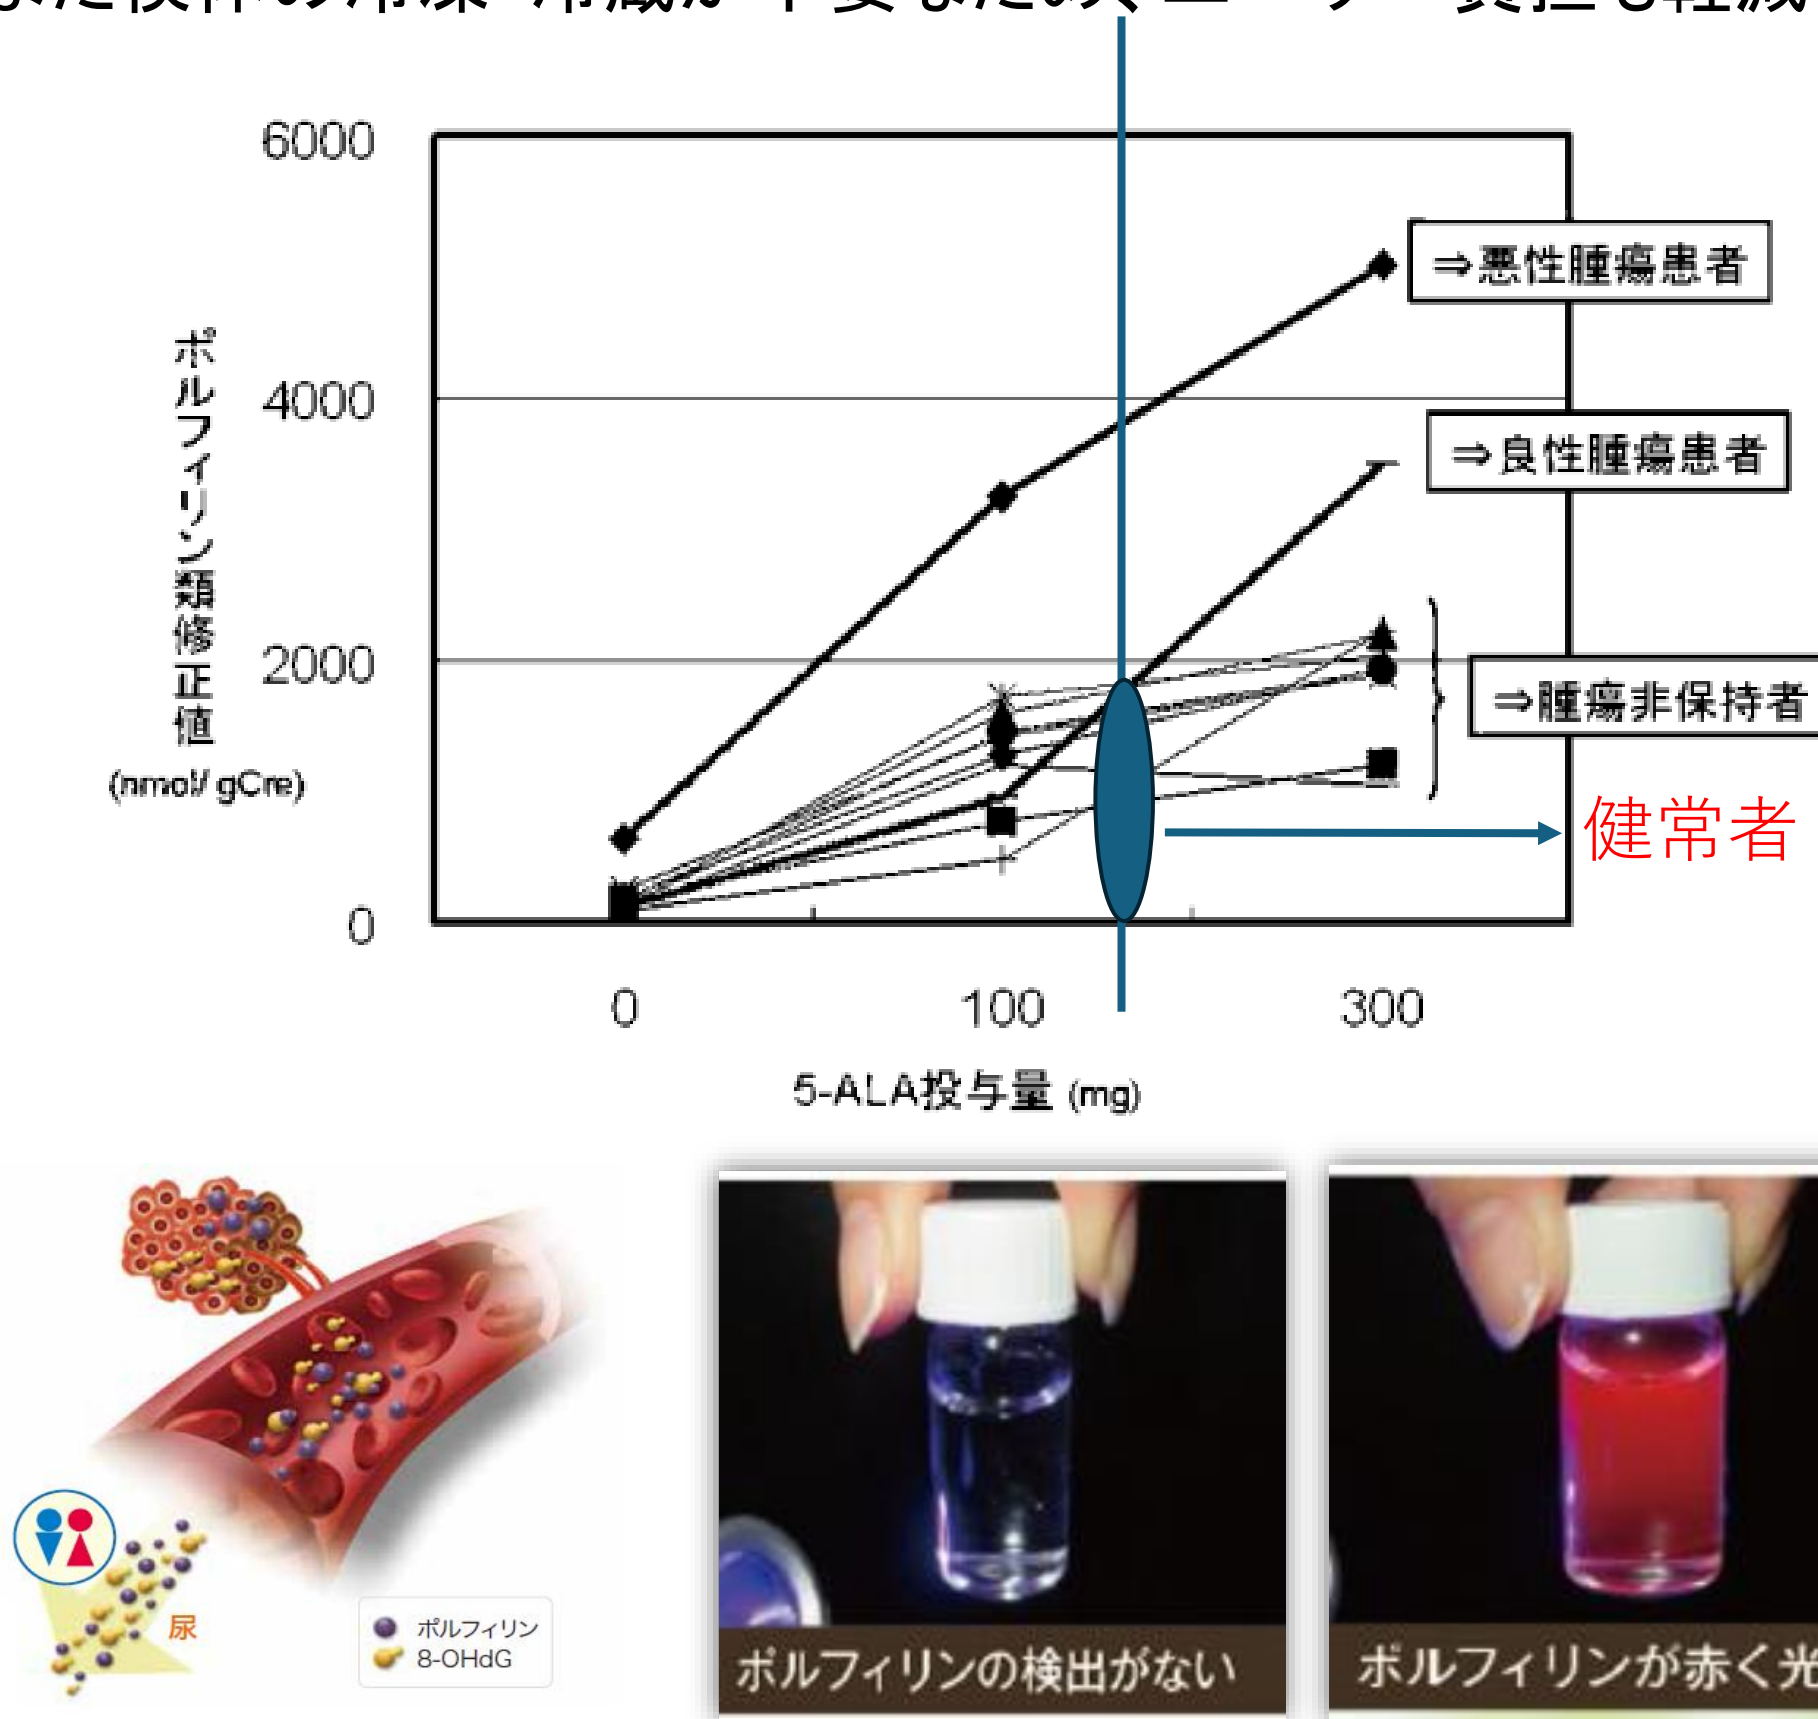 6000
4000
2000
0
ポルフィリン類修正値
(nmol/ gCre)
⇒悪性腫瘍患者
⇒良性腫瘍患者
⇒腫瘍非保持者
健常者
0 100 300
5-ALA投与量 (mg)
尿
ポルフィリン
8-OHdG
ポルフィリンの検出がない
ポルフィリンが赤く光